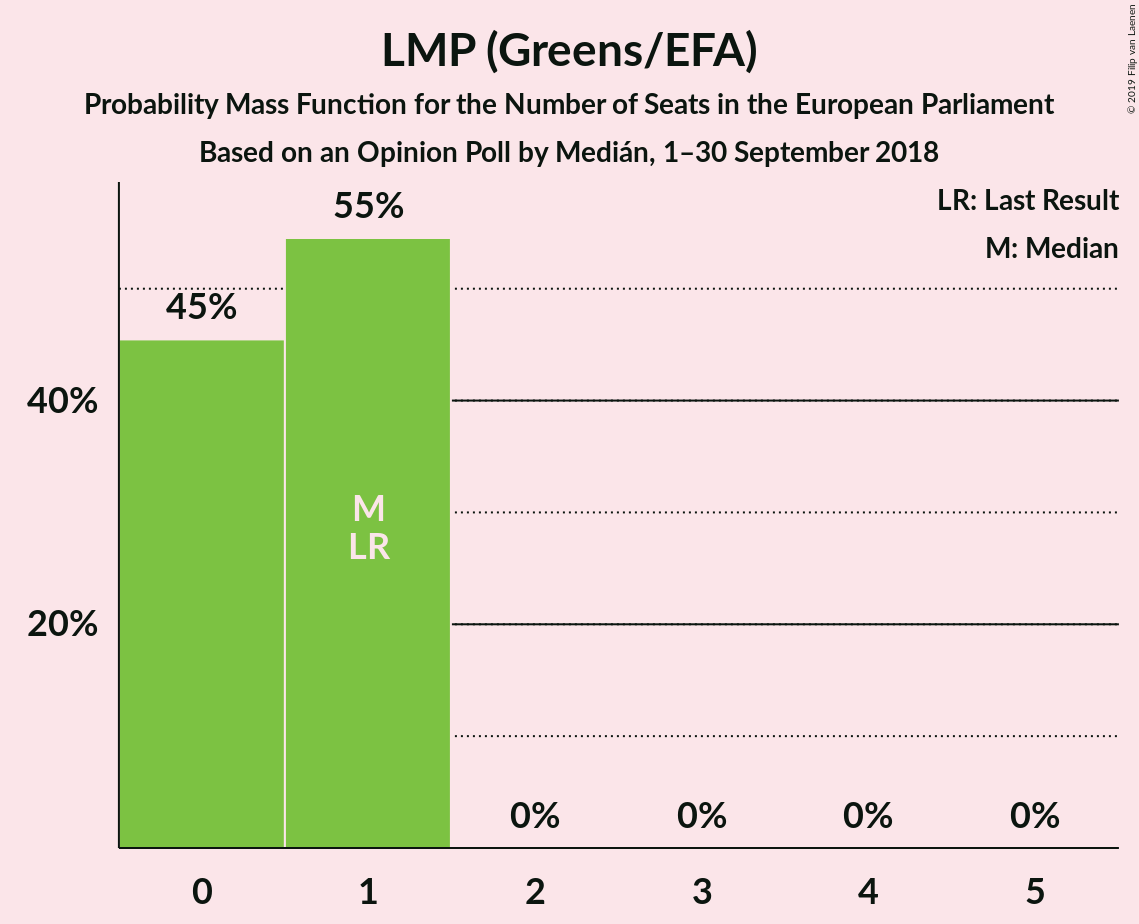 LMP (Greens/EFA)
Probability Mass Function for the Number of Seats in the European Parliament
Based on an Opinion Poll by Medián, 1–30 September 2018
© 2019 Filip van Laenen
LR: Last Result
M: Median
55%
45%
40%
M
LR
20%
0% 0% 0% 0%
0 1 2 3 4 5